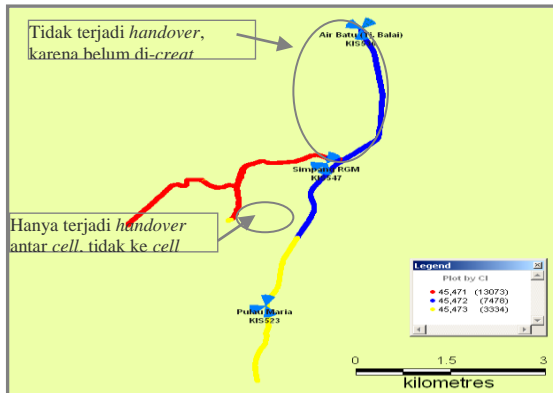 Tidak terjadi handover,
karena belum di-creat
Air Batu (Tj. Balai)
Simpang RGM
KIS547
Hanya terjadi handover
antar cell, tidak ke cell
Pulau Maria
KIS523
Legend
Plot by CI
45,471 (13073)
45,472 (7478)
45,473 (3334)
0 1.5 3
kilometres